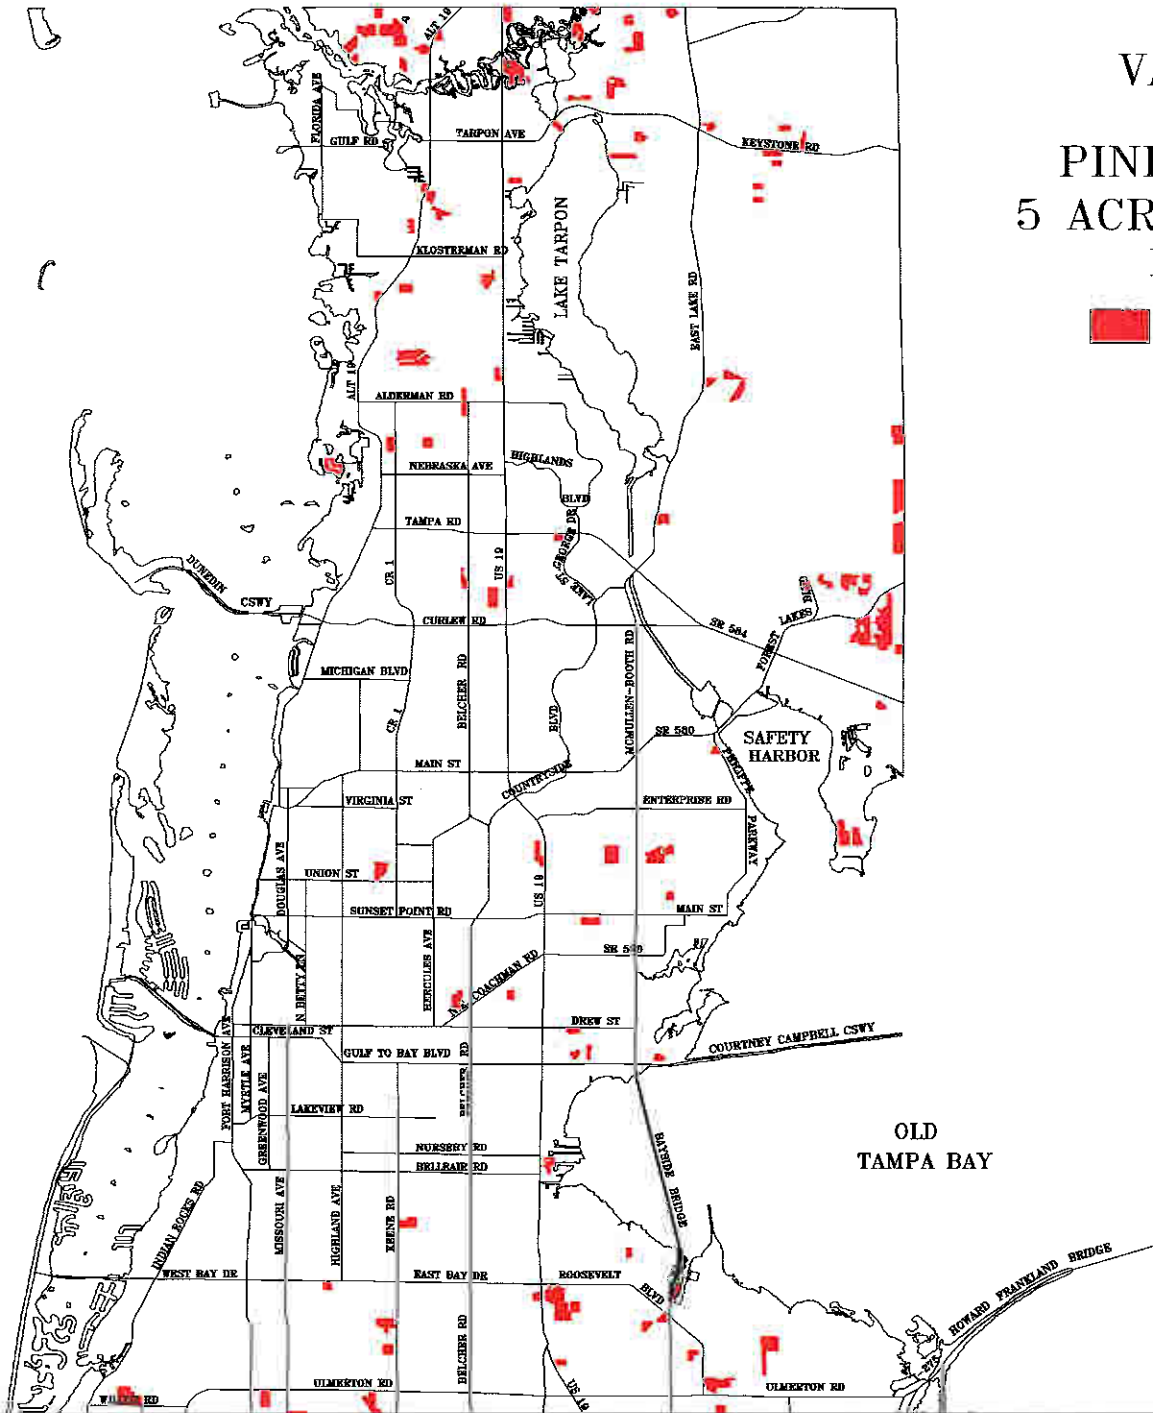 VA
PINE
5 ACR
ALT 19
FLORIDA AVE
TARPON AVE
GULF RD
KEYSTONE RD
LAKE TARPON
KLOSTERMAN RD
EAST LAKE RD
ALT 19
ALDERMAN RD
HIGHLANDS
NEBRASKA AVE
BLVD
TAMPA RD
LAKE ST GEORGE DR
DUNEDIN
CSWY
CR 1
US 19
CURLEW RD
SR 584
FOREST
LAKES
BLVD
MICHIGAN BLVD
BELCHER RD
MCMULLEN-BOOTH RD
CR 1
BLVD
SR 580
SAFETY
HARBOR
PHILIPPE
PARKWAY
MAIN ST
COUNTRYSIDE
VIRGINIA ST
ENTERPRISE RD
DOUGLAS AVE
UNION ST
US 19
SUNSET POINT RD
MAIN ST
HERCULES AVE
N BETTY LN
N.E. COACHMAN RD
SR 590
CLEVELAND ST
DREW ST
COURTNEY CAMPBELL CSWY
GULF TO BAY BLVD
BELCHER RD
FORT HARRISON AVE
MYRTLE AVE
GREENWOOD AVE
LAKEVIEW RD
NURSERY RD
BELLEAIR RD
BAYSIDE BRIDGE
OLD
TAMPA BAY
INDIAN ROCKS RD
MISSOURI AVE
HIGHLAND AVE
KEENE RD
WEST BAY DR
EAST BAY DR
ROOSEVELT
BLVD
HOWARD FRANKLAND BRIDGE
BELCHER RD
275
ULMERTON RD
US 19
ULMERTON RD